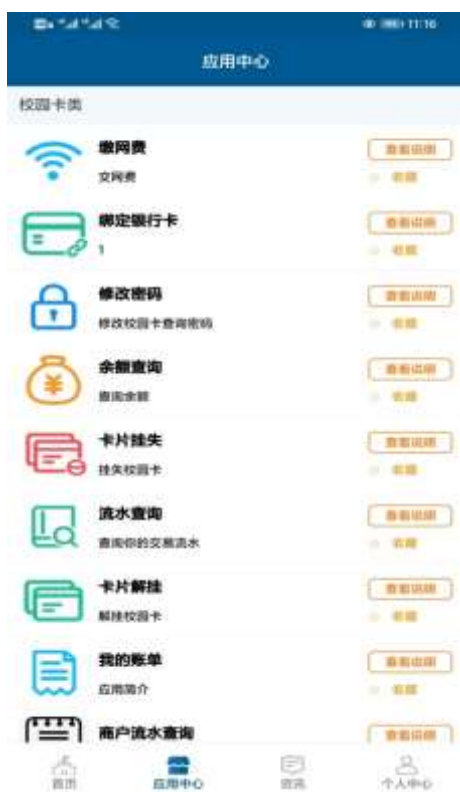 11:16
应用中心
校园卡类
缴网费
查看说明
交网费
收藏
绑定银行卡
查看说明
1
收藏
修改密码
查看说明
修改校园卡查询密码
收藏
余额查询
查看说明
查询余额
收藏
卡片挂失
查看说明
挂失校园卡
收藏
流水查询
查看说明
查询你的交易流水
收藏
卡片解挂
查看说明
解挂校园卡
收藏
我的账单
查看说明
应用简介
收藏
商户流水查询
查看说明
首页
应用中心
资讯
个人中心